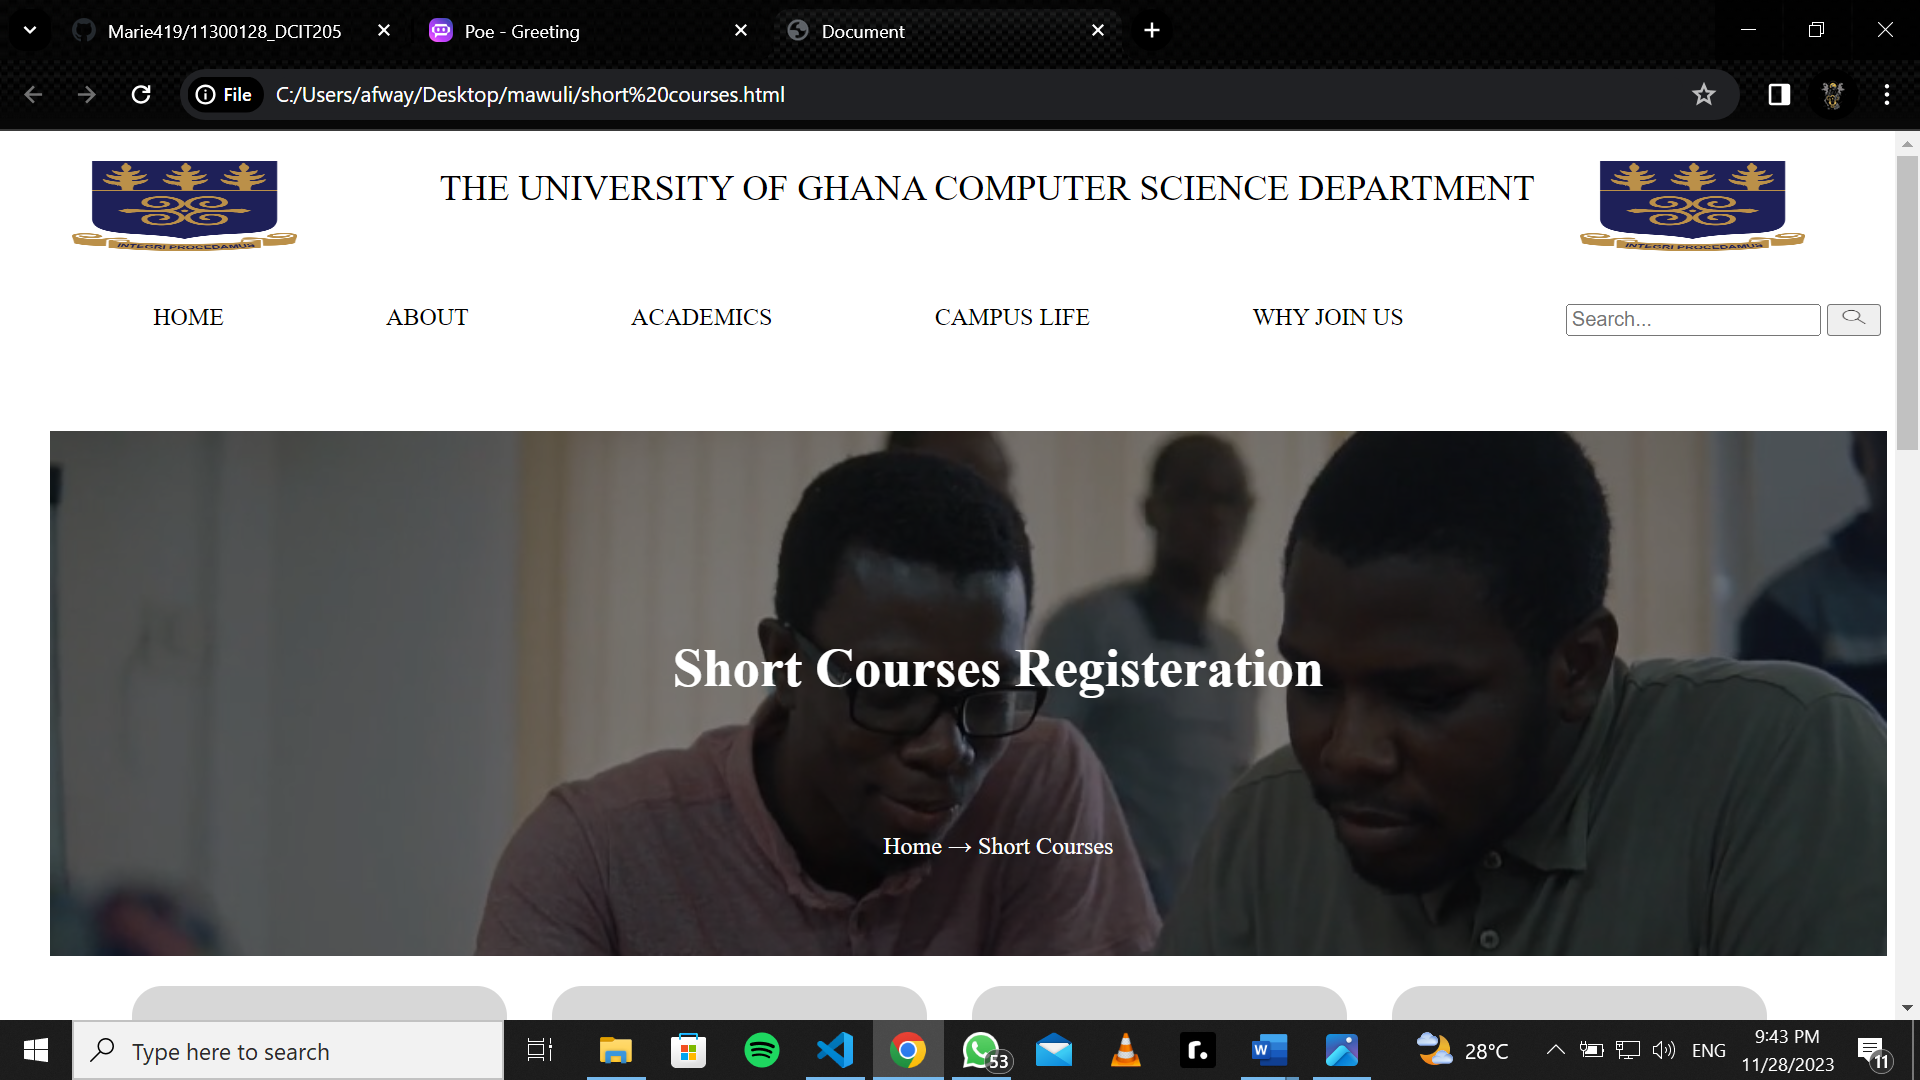 Marie419/11300128_DCIT205
Poe - Greeting
Document
File
C:/Users/afway/Desktop/mawuli/short%20courses.html
THE UNIVERSITY OF GHANA COMPUTER SCIENCE DEPARTMENT
INTEGRI PROCEDAMUS
INTEGRI PROCEDAMUS
HOME
ABOUT
ACADEMICS
CAMPUS LIFE
WHY JOIN US
Search...
Short Courses Registeration
Home → Short Courses
Type here to search
53
W
r.
28°C
ENG
9:43 PM
11/28/2023
11